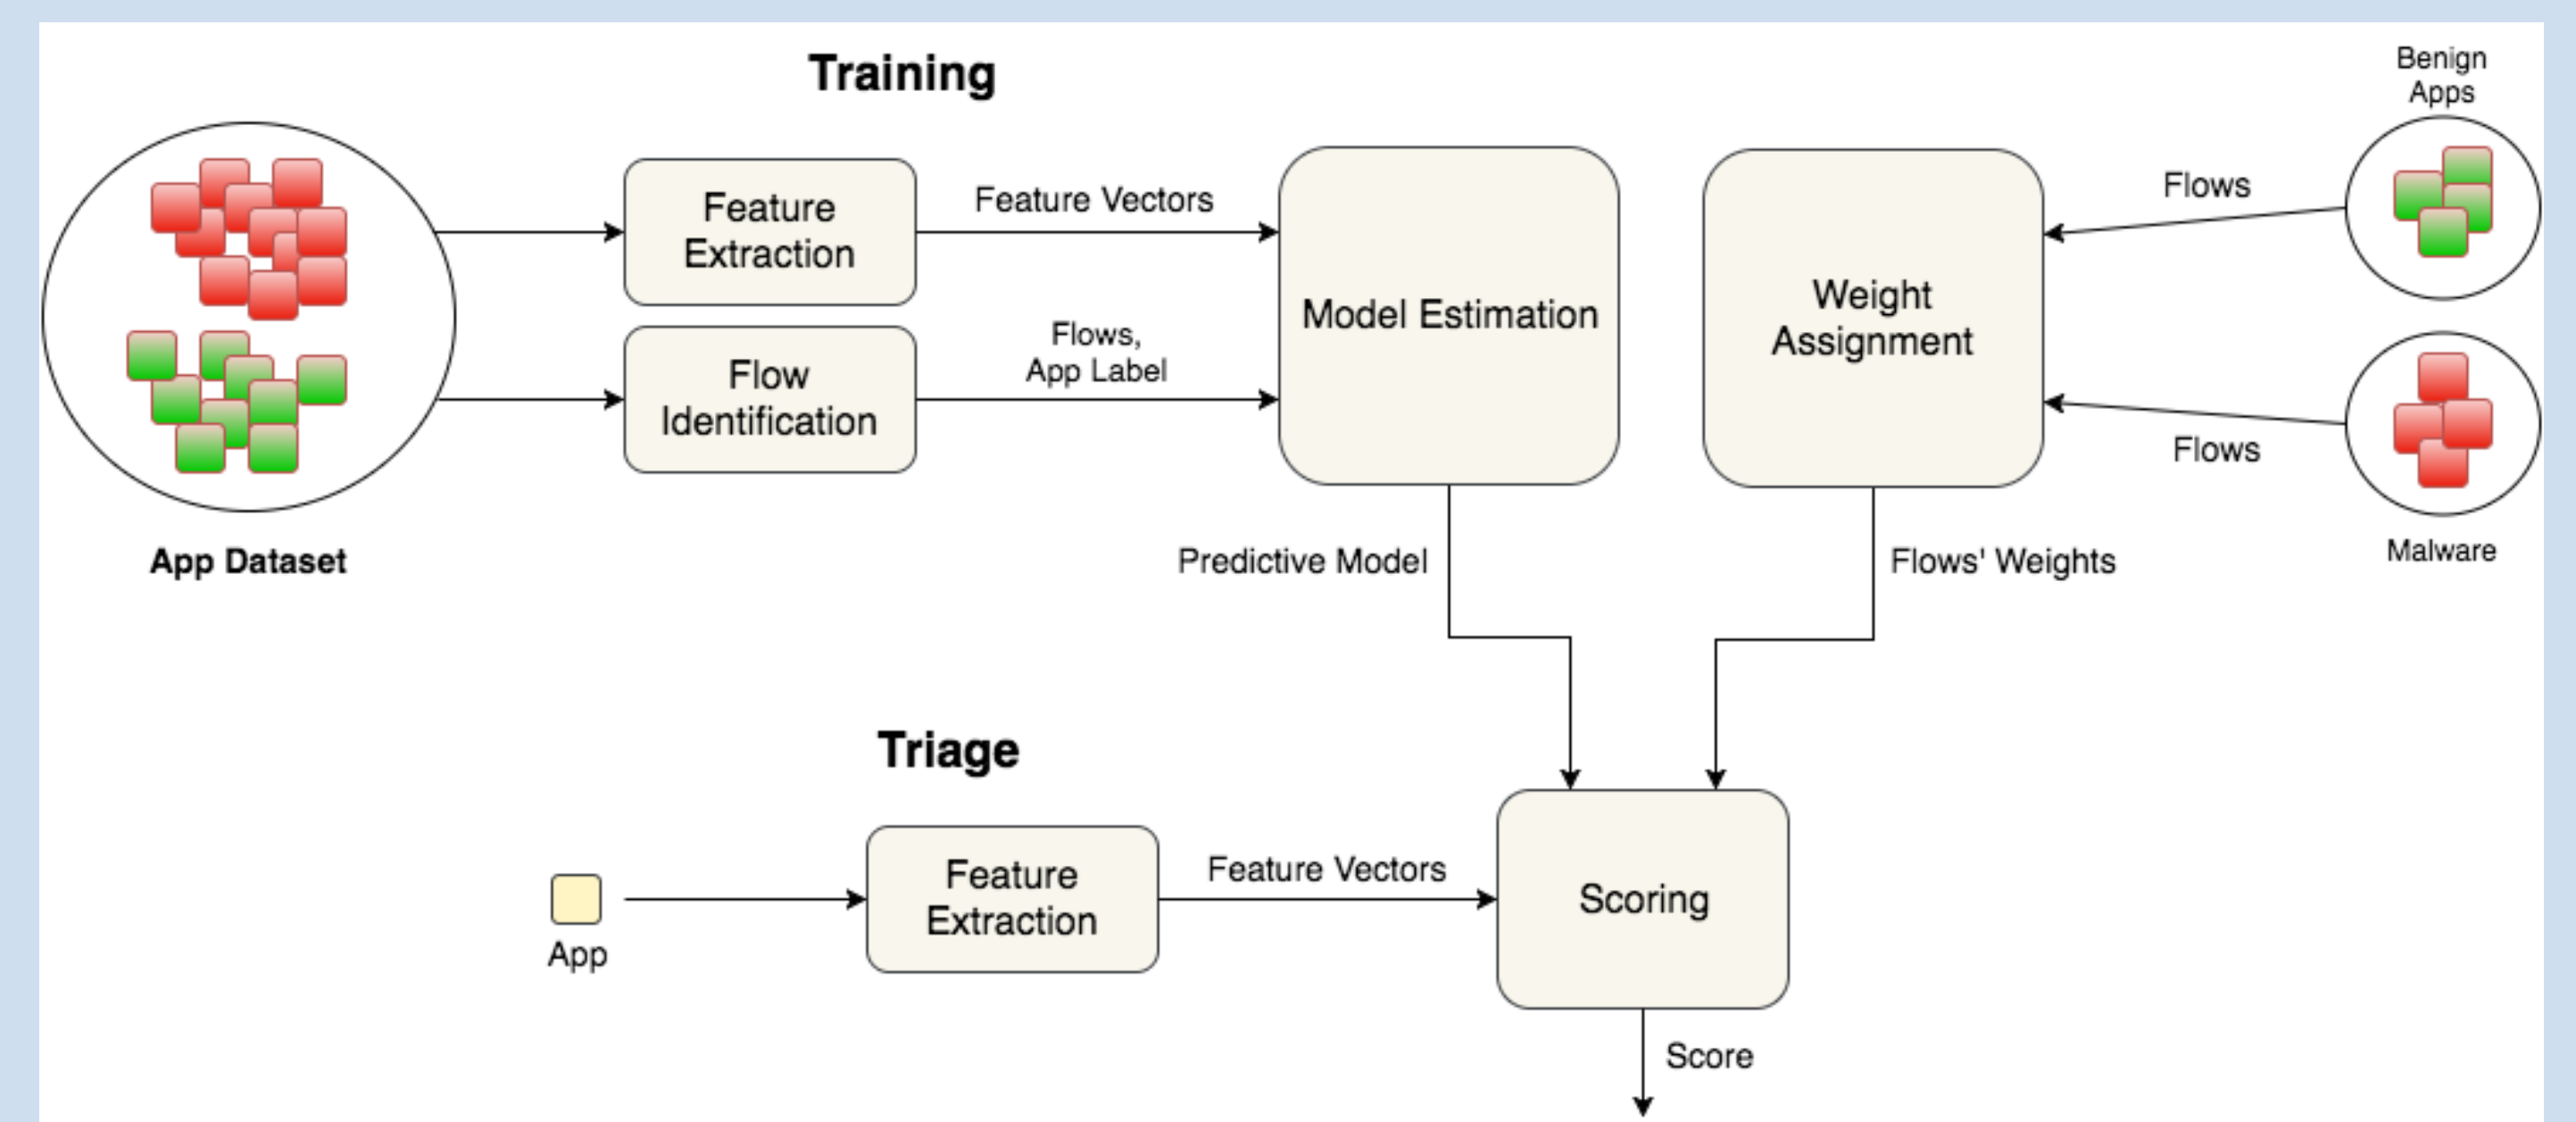 Training
Benign
Apps
Feature
Extraction
Feature Vectors
Model Estimation
Weight
Assignment
Flows
Flow
Identification
Flows,
App Label
Flows
App Dataset
Predictive Model
Flows' Weights
Malware
Triage
App
Feature
Extraction
Feature Vectors
Scoring
Score